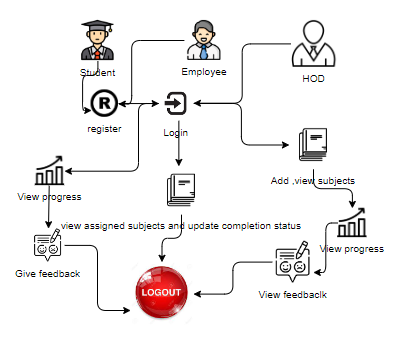 Student
Employee
HOD
R
register
Login
Add ,view subjects
View progress
view assigned subjects and update completion status
View progress
Give feedback
View feedback
LOGOUT